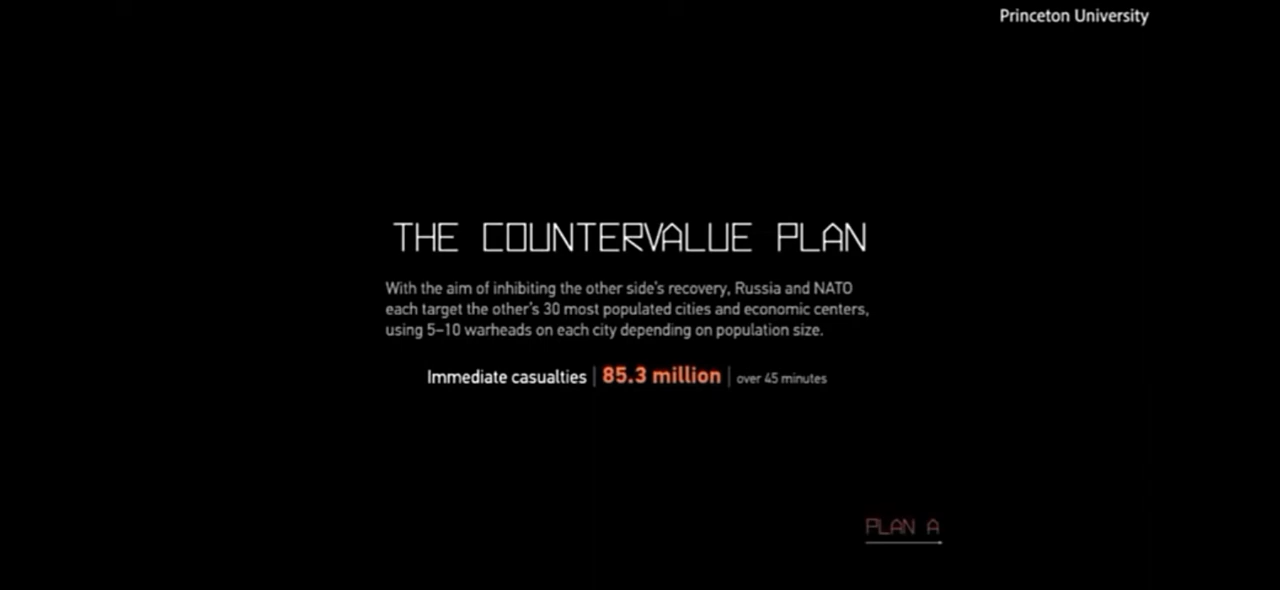 Princeton University
THE COUNTERVALUE PLAN
With the aim of inhibiting the other side's recovery, Russia and NATO
each target the other's 30 most populated cities and economic centers,
using 5–10 warheads on each city depending on population size.
Immediate casualties | 85.3 million | over 45 minutes
PLAN A